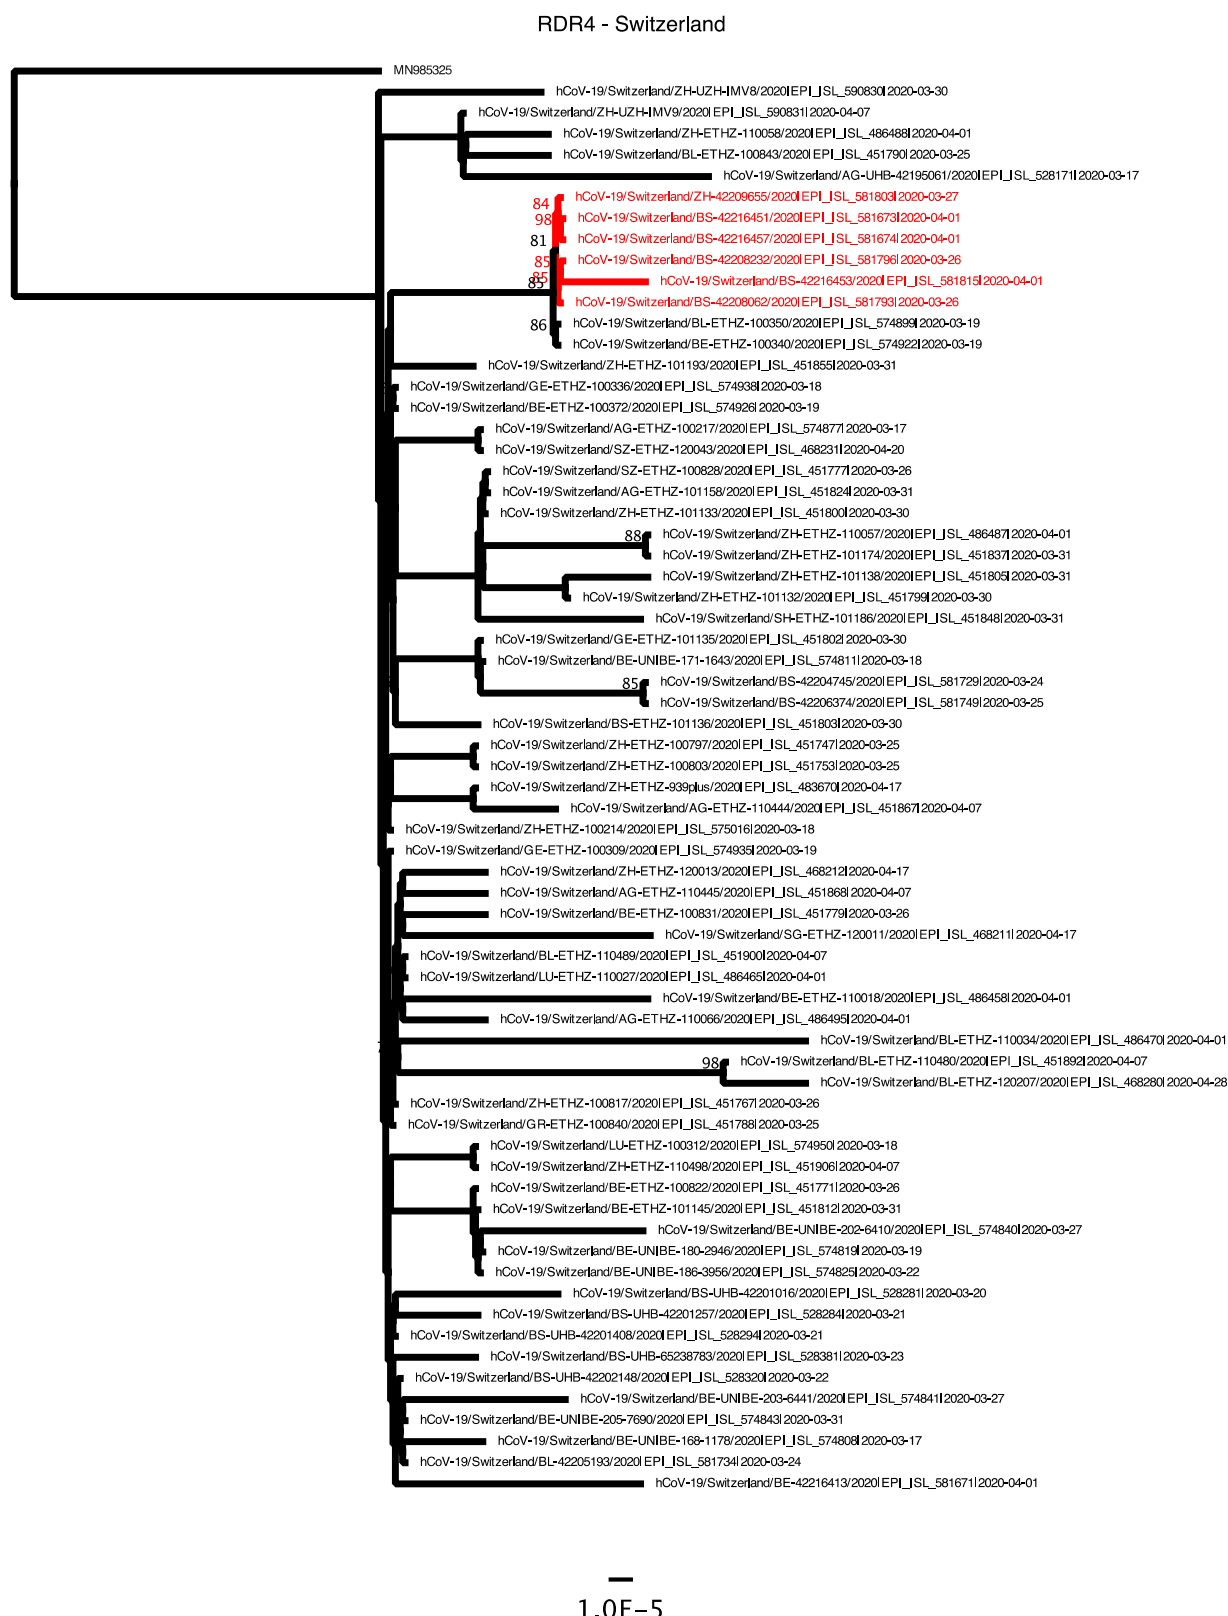 RDR4 - Switzerland
MN985325
hCoV-19/Switzerland/ZH-UZH-IMV8/2020|EPI_ISL_590830|2020-03-30
hCoV-19/Switzerland/ZH-UZH-IMV9/2020|EPI_ISL_590831|2020-04-07
hCoV-19/Switzerland/ZH-ETHZ-110058/2020|EPI_ISL_486488|2020-04-01
hCoV-19/Switzerland/BL-ETHZ-100843/2020|EPI_ISL_451790|2020-03-25
hCoV-19/Switzerland/AG-UHB-42195061/2020|EPI_ISL_528171|2020-03-17
hCoV-19/Switzerland/ZH-42209655/2020|EPI_ISL_581803|2020-03-27
84
98 hCoV-19/Switzerland/BS-42216451/2020|EPI_ISL_581673|2020-04-01
81 hCoV-19/Switzerland/BS-42216457/2020|EPI_ISL_581674|2020-04-01
85 hCoV-19/Switzerland/BS-42208232/2020|EPI_ISL_581796|2020-03-26
85
85 hCoV-19/Switzerland/BS-42216453/2020|EPI_ISL_581815|2020-04-01
hCoV-19/Switzerland/BS-42208062/2020|EPI_ISL_581793|2020-03-26
86 hCoV-19/Switzerland/BL-ETHZ-100350/2020|EPI_ISL_574899|2020-03-19
hCoV-19/Switzerland/BE-ETHZ-100340/2020|EPI_ISL_574922|2020-03-19
hCoV-19/Switzerland/ZH-ETHZ-101193/2020|EPI_ISL_451855|2020-03-31
hCoV-19/Switzerland/GE-ETHZ-100336/2020|EPI_ISL_574938|2020-03-18
hCoV-19/Switzerland/BE-ETHZ-100372/2020|EPI_ISL_574926|2020-03-19
hCoV-19/Switzerland/AG-ETHZ-100217/2020|EPI_ISL_574877|2020-03-17
hCoV-19/Switzerland/SZ-ETHZ-120043/2020|EPI_ISL_468231|2020-04-20
hCoV-19/Switzerland/SZ-ETHZ-100828/2020|EPI_ISL_451777|2020-03-26
hCoV-19/Switzerland/AG-ETHZ-101158/2020|EPI_ISL_451824|2020-03-31
hCoV-19/Switzerland/ZH-ETHZ-101133/2020|EPI_ISL_451800|2020-03-30
88 hCoV-19/Switzerland/ZH-ETHZ-110057/2020|EPI_ISL_486487|2020-04-01
hCoV-19/Switzerland/ZH-ETHZ-101174/2020|EPI_ISL_451837|2020-03-31
hCoV-19/Switzerland/ZH-ETHZ-101138/2020|EPI_ISL_451805|2020-03-31
hCoV-19/Switzerland/ZH-ETHZ-101132/2020|EPI_ISL_451799|2020-03-30
hCoV-19/Switzerland/SH-ETHZ-101186/2020|EPI_ISL_451848|2020-03-31
hCoV-19/Switzerland/GE-ETHZ-101135/2020|EPI_ISL_451802|2020-03-30
hCoV-19/Switzerland/BE-UNIBE-171-1643/2020|EPI_ISL_574811|2020-03-18
85 hCoV-19/Switzerland/BS-42204745/2020|EPI_ISL_581729|2020-03-24
hCoV-19/Switzerland/BS-42206374/2020|EPI_ISL_581749|2020-03-25
hCoV-19/Switzerland/BS-ETHZ-101136/2020|EPI_ISL_451803|2020-03-30
hCoV-19/Switzerland/ZH-ETHZ-100797/2020|EPI_ISL_451747|2020-03-25
hCoV-19/Switzerland/ZH-ETHZ-100803/2020|EPI_ISL_451753|2020-03-25
hCoV-19/Switzerland/ZH-ETHZ-939plus/2020|EPI_ISL_483670|2020-04-17
hCoV-19/Switzerland/AG-ETHZ-110444/2020|EPI_ISL_451867|2020-04-07
hCoV-19/Switzerland/ZH-ETHZ-100214/2020|EPI_ISL_575016|2020-03-18
hCoV-19/Switzerland/GE-ETHZ-100309/2020|EPI_ISL_574935|2020-03-19
hCoV-19/Switzerland/ZH-ETHZ-120013/2020|EPI_ISL_468212|2020-04-17
hCoV-19/Switzerland/AG-ETHZ-110445/2020|EPI_ISL_451868|2020-04-07
hCoV-19/Switzerland/BE-ETHZ-100831/2020|EPI_ISL_451779|2020-03-26
hCoV-19/Switzerland/SG-ETHZ-120011/2020|EPI_ISL_468211|2020-04-17
hCoV-19/Switzerland/BL-ETHZ-110489/2020|EPI_ISL_451900|2020-04-07
hCoV-19/Switzerland/LU-ETHZ-110027/2020|EPI_ISL_486465|2020-04-01
hCoV-19/Switzerland/BE-ETHZ-110018/2020|EPI_ISL_486458|2020-04-01
hCoV-19/Switzerland/AG-ETHZ-110066/2020|EPI_ISL_486495|2020-04-01
hCoV-19/Switzerland/BL-ETHZ-110034/2020|EPI_ISL_486470|2020-04-01
98 hCoV-19/Switzerland/BL-ETHZ-110480/2020|EPI_ISL_451892|2020-04-07
hCoV-19/Switzerland/BL-ETHZ-120207/2020|EPI_ISL_468280|2020-04-28
hCoV-19/Switzerland/ZH-ETHZ-100817/2020|EPI_ISL_451767|2020-03-26
hCoV-19/Switzerland/GR-ETHZ-100840/2020|EPI_ISL_451788|2020-03-25
hCoV-19/Switzerland/LU-ETHZ-100312/2020|EPI_ISL_574950|2020-03-18
hCoV-19/Switzerland/ZH-ETHZ-110498/2020|EPI_ISL_451906|2020-04-07
hCoV-19/Switzerland/BE-ETHZ-100822/2020|EPI_ISL_451771|2020-03-26
hCoV-19/Switzerland/BE-ETHZ-101145/2020|EPI_ISL_451812|2020-03-31
hCoV-19/Switzerland/BE-UNIBE-202-6410/2020|EPI_ISL_574840|2020-03-27
hCoV-19/Switzerland/BE-UNIBE-180-2946/2020|EPI_ISL_574819|2020-03-19
hCoV-19/Switzerland/BE-UNIBE-186-3956/2020|EPI_ISL_574825|2020-03-22
hCoV-19/Switzerland/BS-UHB-42201016/2020|EPI_ISL_528281|2020-03-20
hCoV-19/Switzerland/BS-UHB-42201257/2020|EPI_ISL_528284|2020-03-21
hCoV-19/Switzerland/BS-UHB-42201408/2020|EPI_ISL_528294|2020-03-21
hCoV-19/Switzerland/BS-UHB-65238783/2020|EPI_ISL_528381|2020-03-23
hCoV-19/Switzerland/BS-UHB-42202148/2020|EPI_ISL_528320|2020-03-22
hCoV-19/Switzerland/BE-UNIBE-203-6441/2020|EPI_ISL_574841|2020-03-27
hCoV-19/Switzerland/BE-UNIBE-205-7690/2020|EPI_ISL_574843|2020-03-31
hCoV-19/Switzerland/BE-UNIBE-168-1178/2020|EPI_ISL_574808|2020-03-17
hCoV-19/Switzerland/BL-42205193/2020|EPI_ISL_581734|2020-03-24
hCoV-19/Switzerland/BE-42216413/2020|EPI_ISL_581671|2020-04-01
1.0E-5